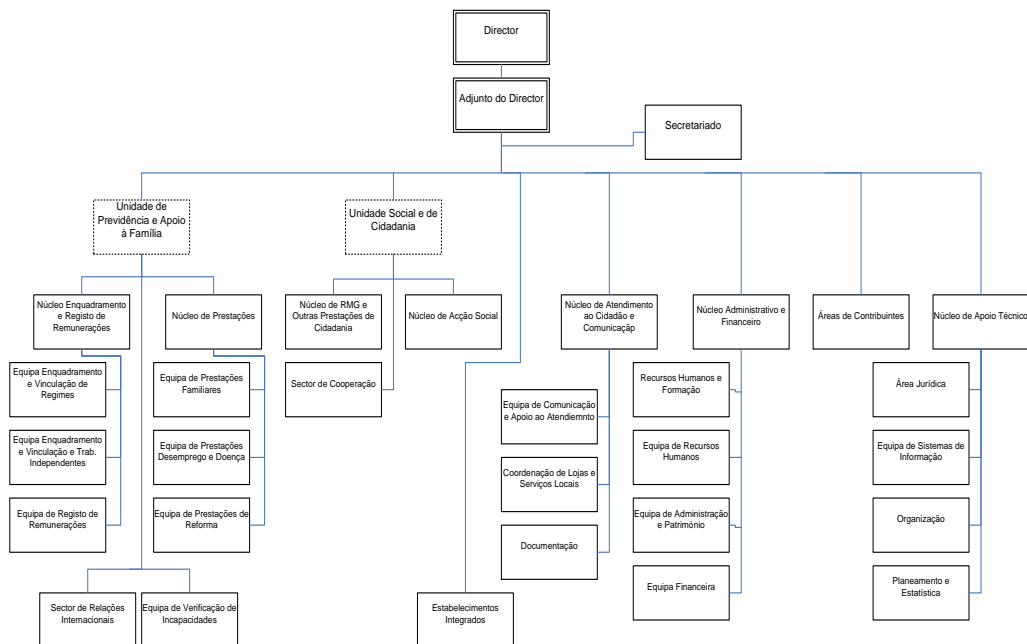 Director
Adjunto do Director
Secretariado
Unidade de
Previdência e Apoio
à Família
Unidade Social e de
Cidadania
Núcleo Enquadramento
e Registo de
Remunerações
Núcleo de Prestações
Núcleo de RMG e
Outras Prestações de
Cidadania
Núcleo de Acção Social
Núcleo de Atendimento
ao Cidadão e
Comunicaçãp
Núcleo Administrativo e
Financeiro
Áreas de Contribuintes
Núcleo de Apoio Técnico
Equipa Enquadramento
e Vinculação de
Regimes
Equipa de Prestações
Familiares
Sector de Cooperação
Equipa de Comunicação
e Apoio ao Atendiemnto
Recursos Humanos e
Formação
Área Jurídica
Equipa Enquadramento
e Vinculação e Trab.
Independentes
Equipa de Prestações
Desemprego e Doença
Coordenação de Lojas e
Serviços Locais
Equipa de Recursos
Humanos
Equipa de Sistemas de
Informação
Equipa de Registo de
Remunerações
Equipa de Prestações de
Reforma
Documentação
Equipa de Administração
e Património
Organização
Sector de Relações
Internacionais
Equipa de Verificação de
Incapacidades
Estabelecimentos
Integrados
Equipa Financeira
Planeamento e
Estatística